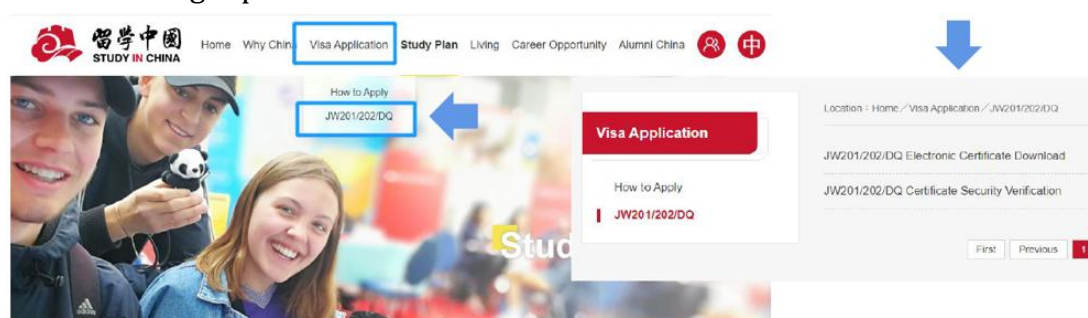 留学中國
STUDY IN CHINA
Home Why China Visa Application Study Plan Living Career Opportunity Alumni China 中
How to Apply
JW201/202/DQ
adidas
Stud
Visa Application
How to Apply
JW201/202/DQ
Location : Home／Visa Application／JW201/202/DQ
JW201/202/DQ Electronic Certificate Download
JW201/202/DQ Certificate Security Verification
First Previous 1